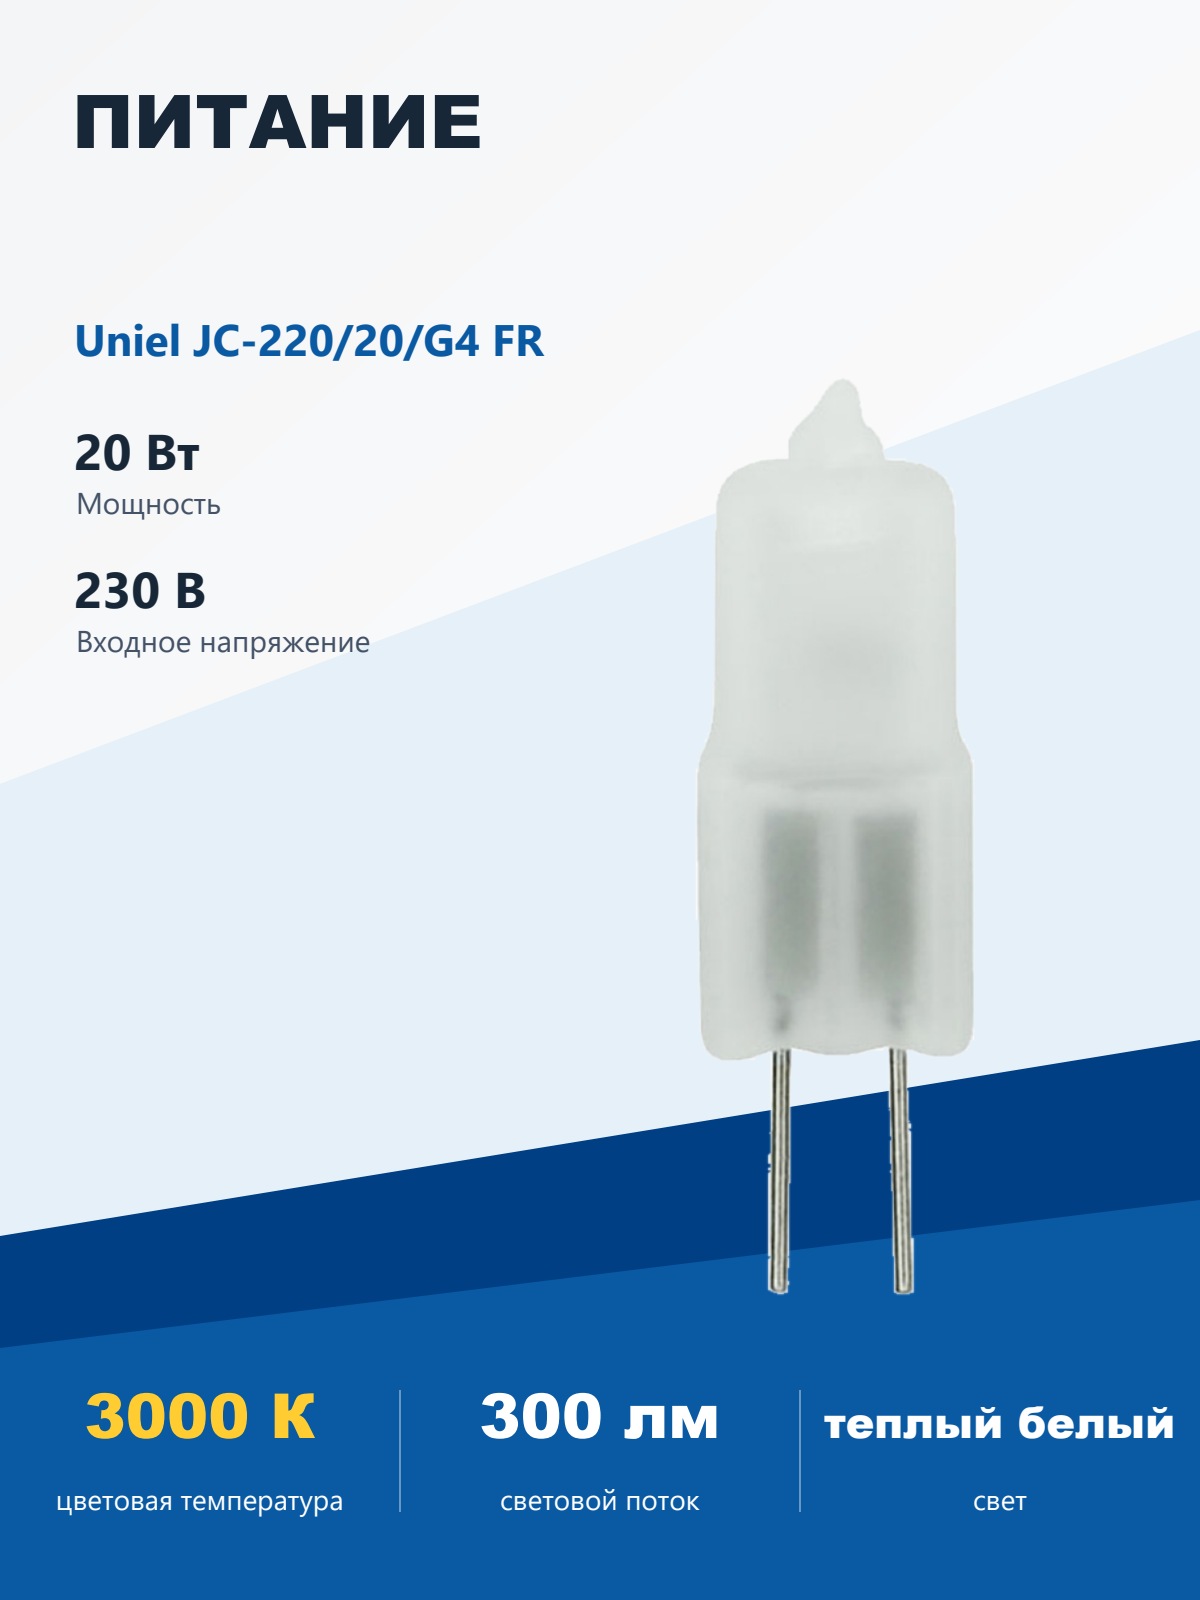 ПИТАНИЕ
Uniel JC-220/20/G4 FR
20 Вт
Мощность
230 В
Входное напряжение
3000 К
300 лм
теплый белый
цветовая температура
световой поток
свет